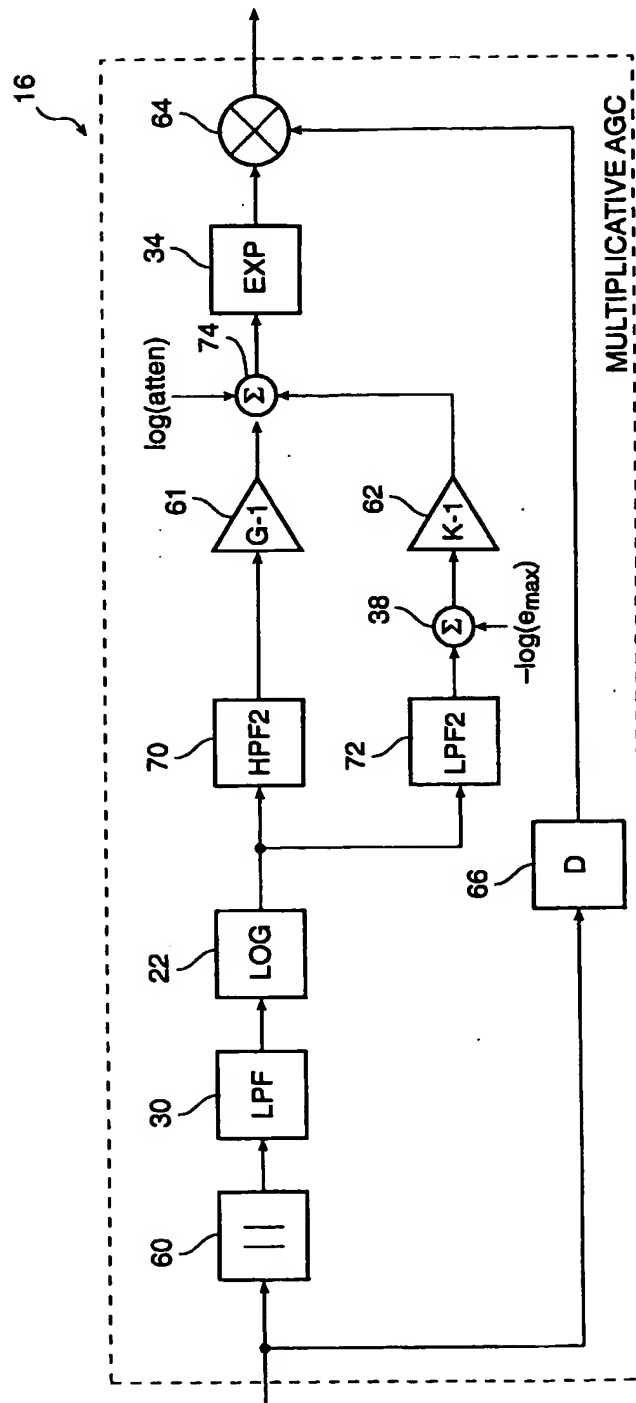 16
60
| |
30
LPF
22
LOG
70
HPF2
61
G-1
log(atten)
74
Σ
34
EXP
64
72
LPF2
38
Σ
–log(emax)
62
K-1
66
D
MULTIPLICATIVE AGC